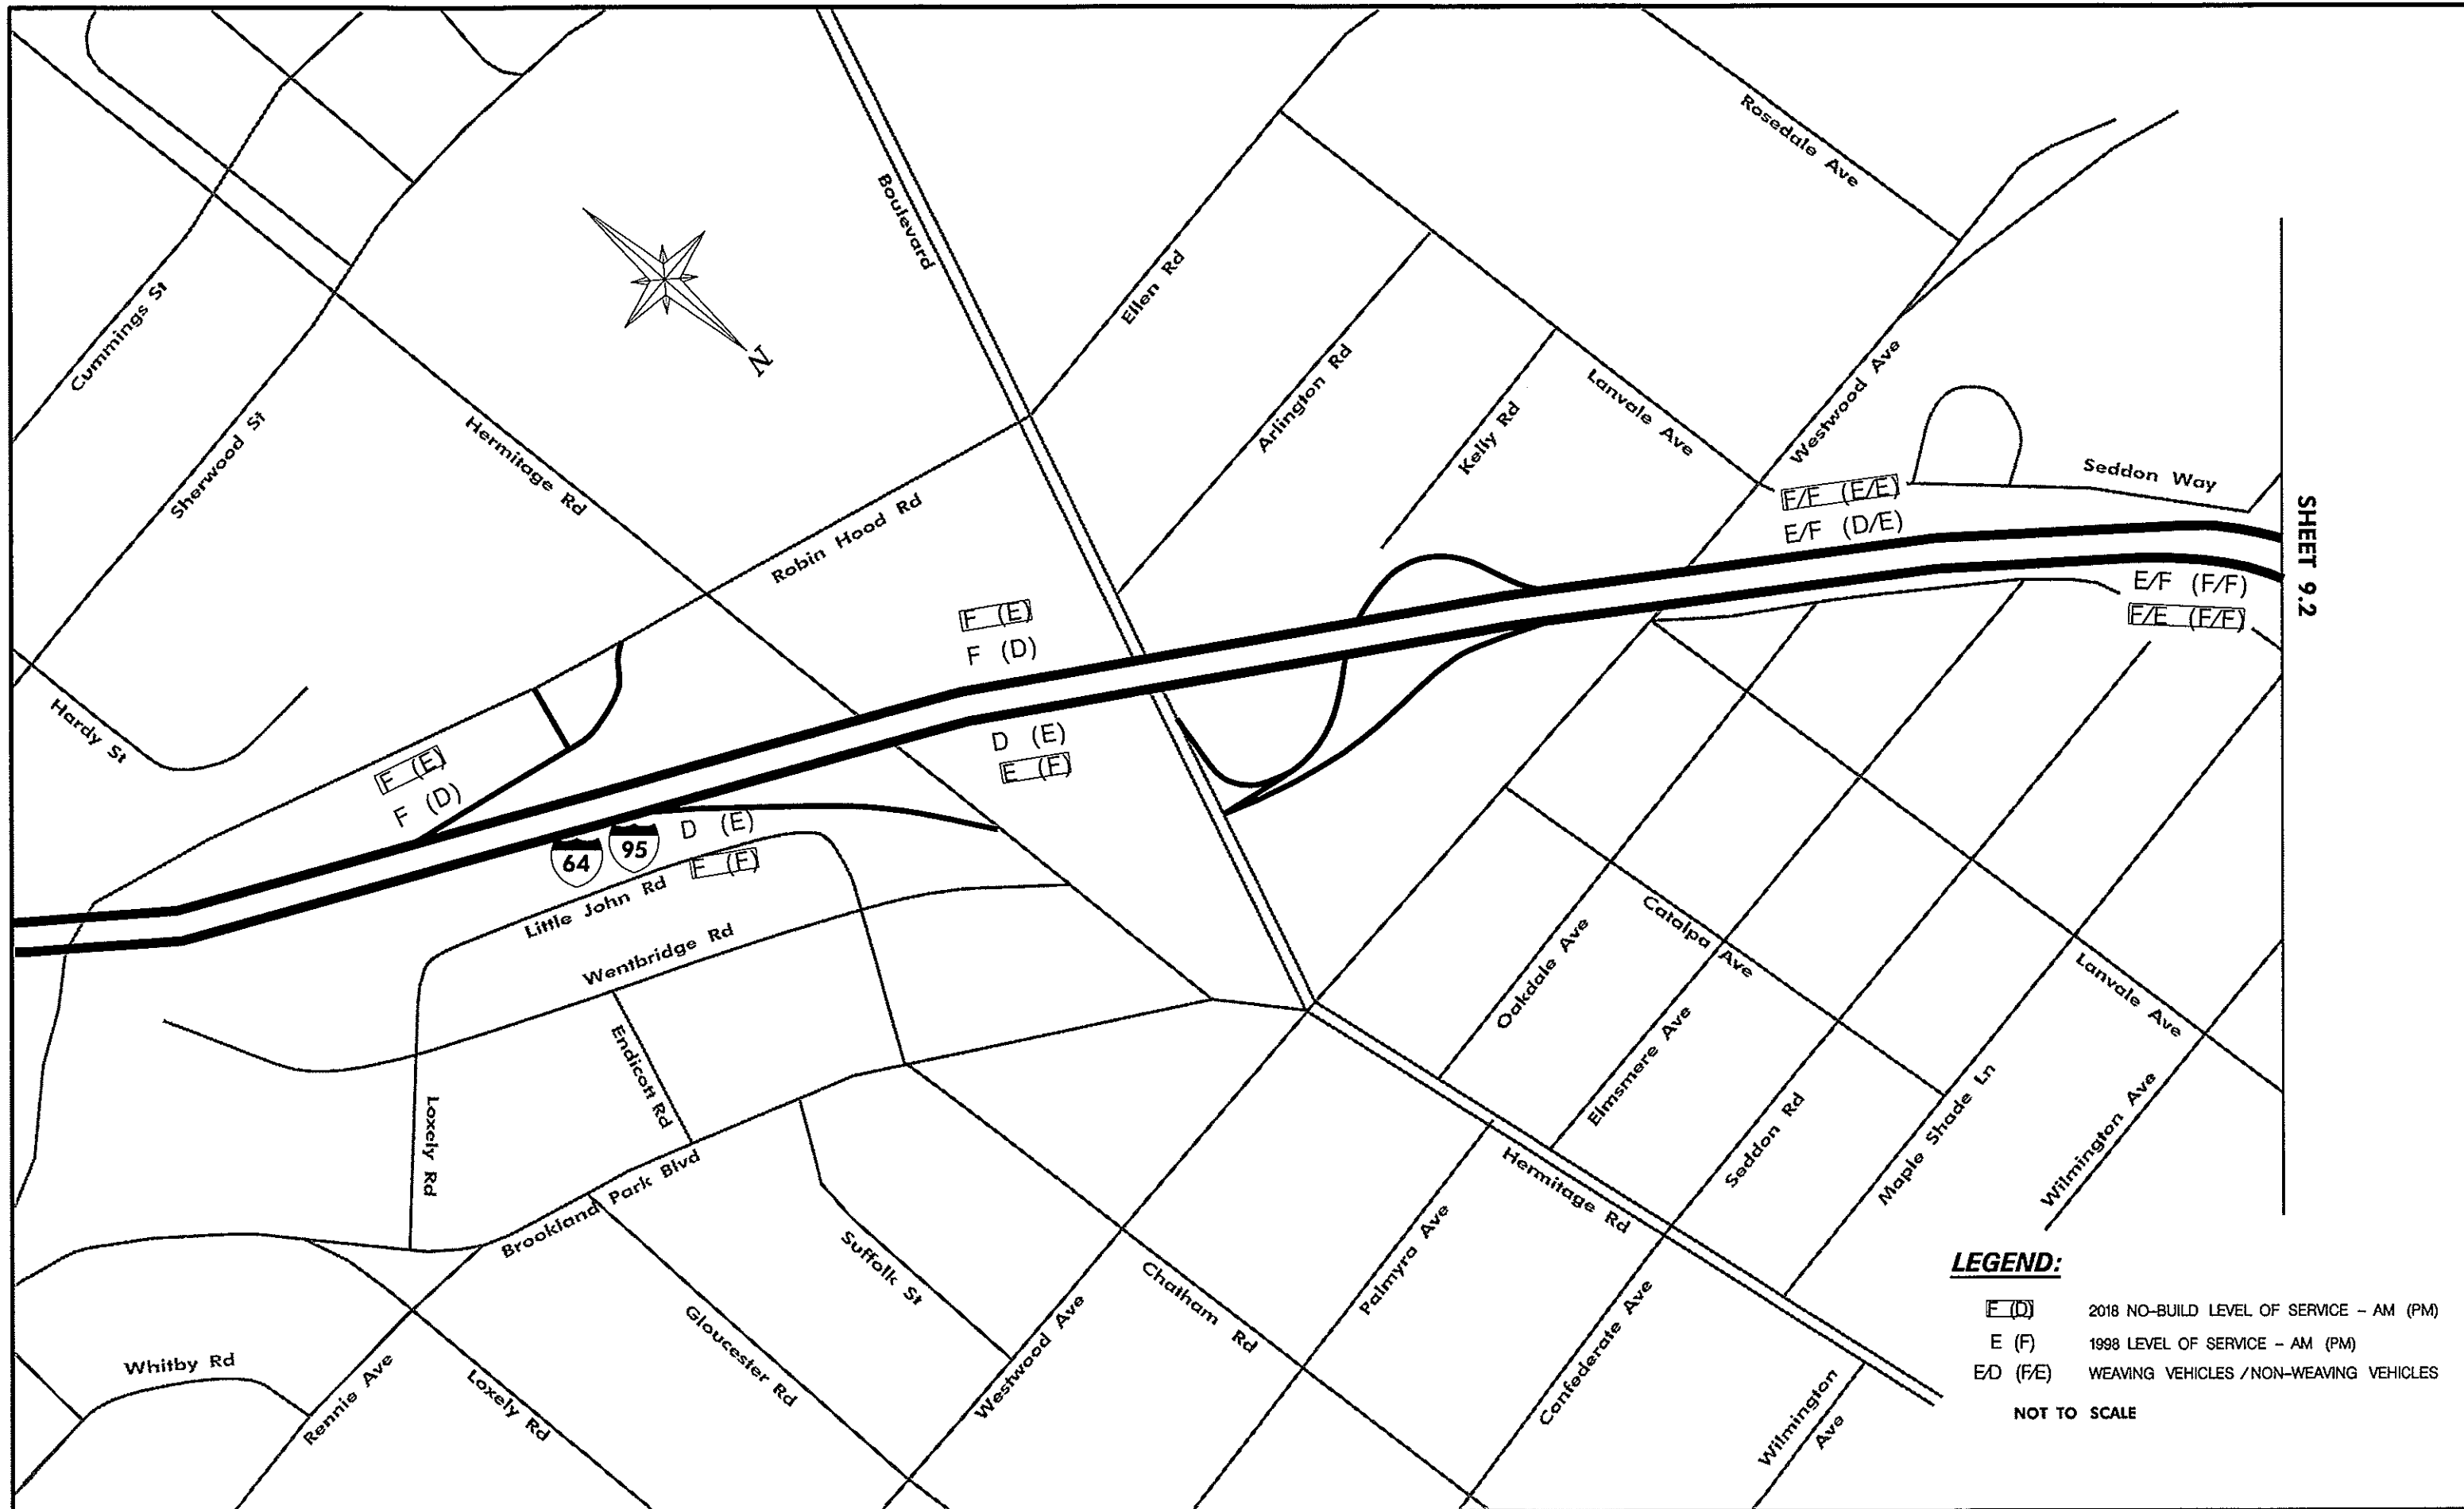 Rosedale Ave
Boulevard
Ellen Rd
Cummings St
N
Arlington Rd
Kelly Rd
Lanvale Ave
Westwood Ave
Sherwood St
Hermitage Rd
Seddon Way
F/F (E/E)
E/F (D/E)
SHEET 9.2
Robin Hood Rd
E/F (F/F)
F/E (F/E)
F (E)
F (D)
Hardy St
D (E)
E (F)
F (E)
F (D)
64
95
D (E)
Little John Rd
Wentbridge Rd
Catalpa Ave
Oakdale Ave
Lanvale Ave
Elmsmere Ave
Endicott Rd
Loxely Rd
Seddon Rd
Maple Shade Ln
Wilmington Ave
Brookland Park Blvd
Hermitage Rd
Suffolk St
Palmyra Ave
Chatham Rd
Gloucester Rd
Westwood Ave
Confederate Ave
Whitby Rd
Rennie Ave
Loxely Rd
Wilmington
Ave
LEGEND:
F (D) 2018 NO-BUILD LEVEL OF SERVICE - AM (PM)
E (F) 1998 LEVEL OF SERVICE - AM (PM)
E/D (F/E) WEAVING VEHICLES / NON-WEAVING VEHICLES
NOT TO SCALE